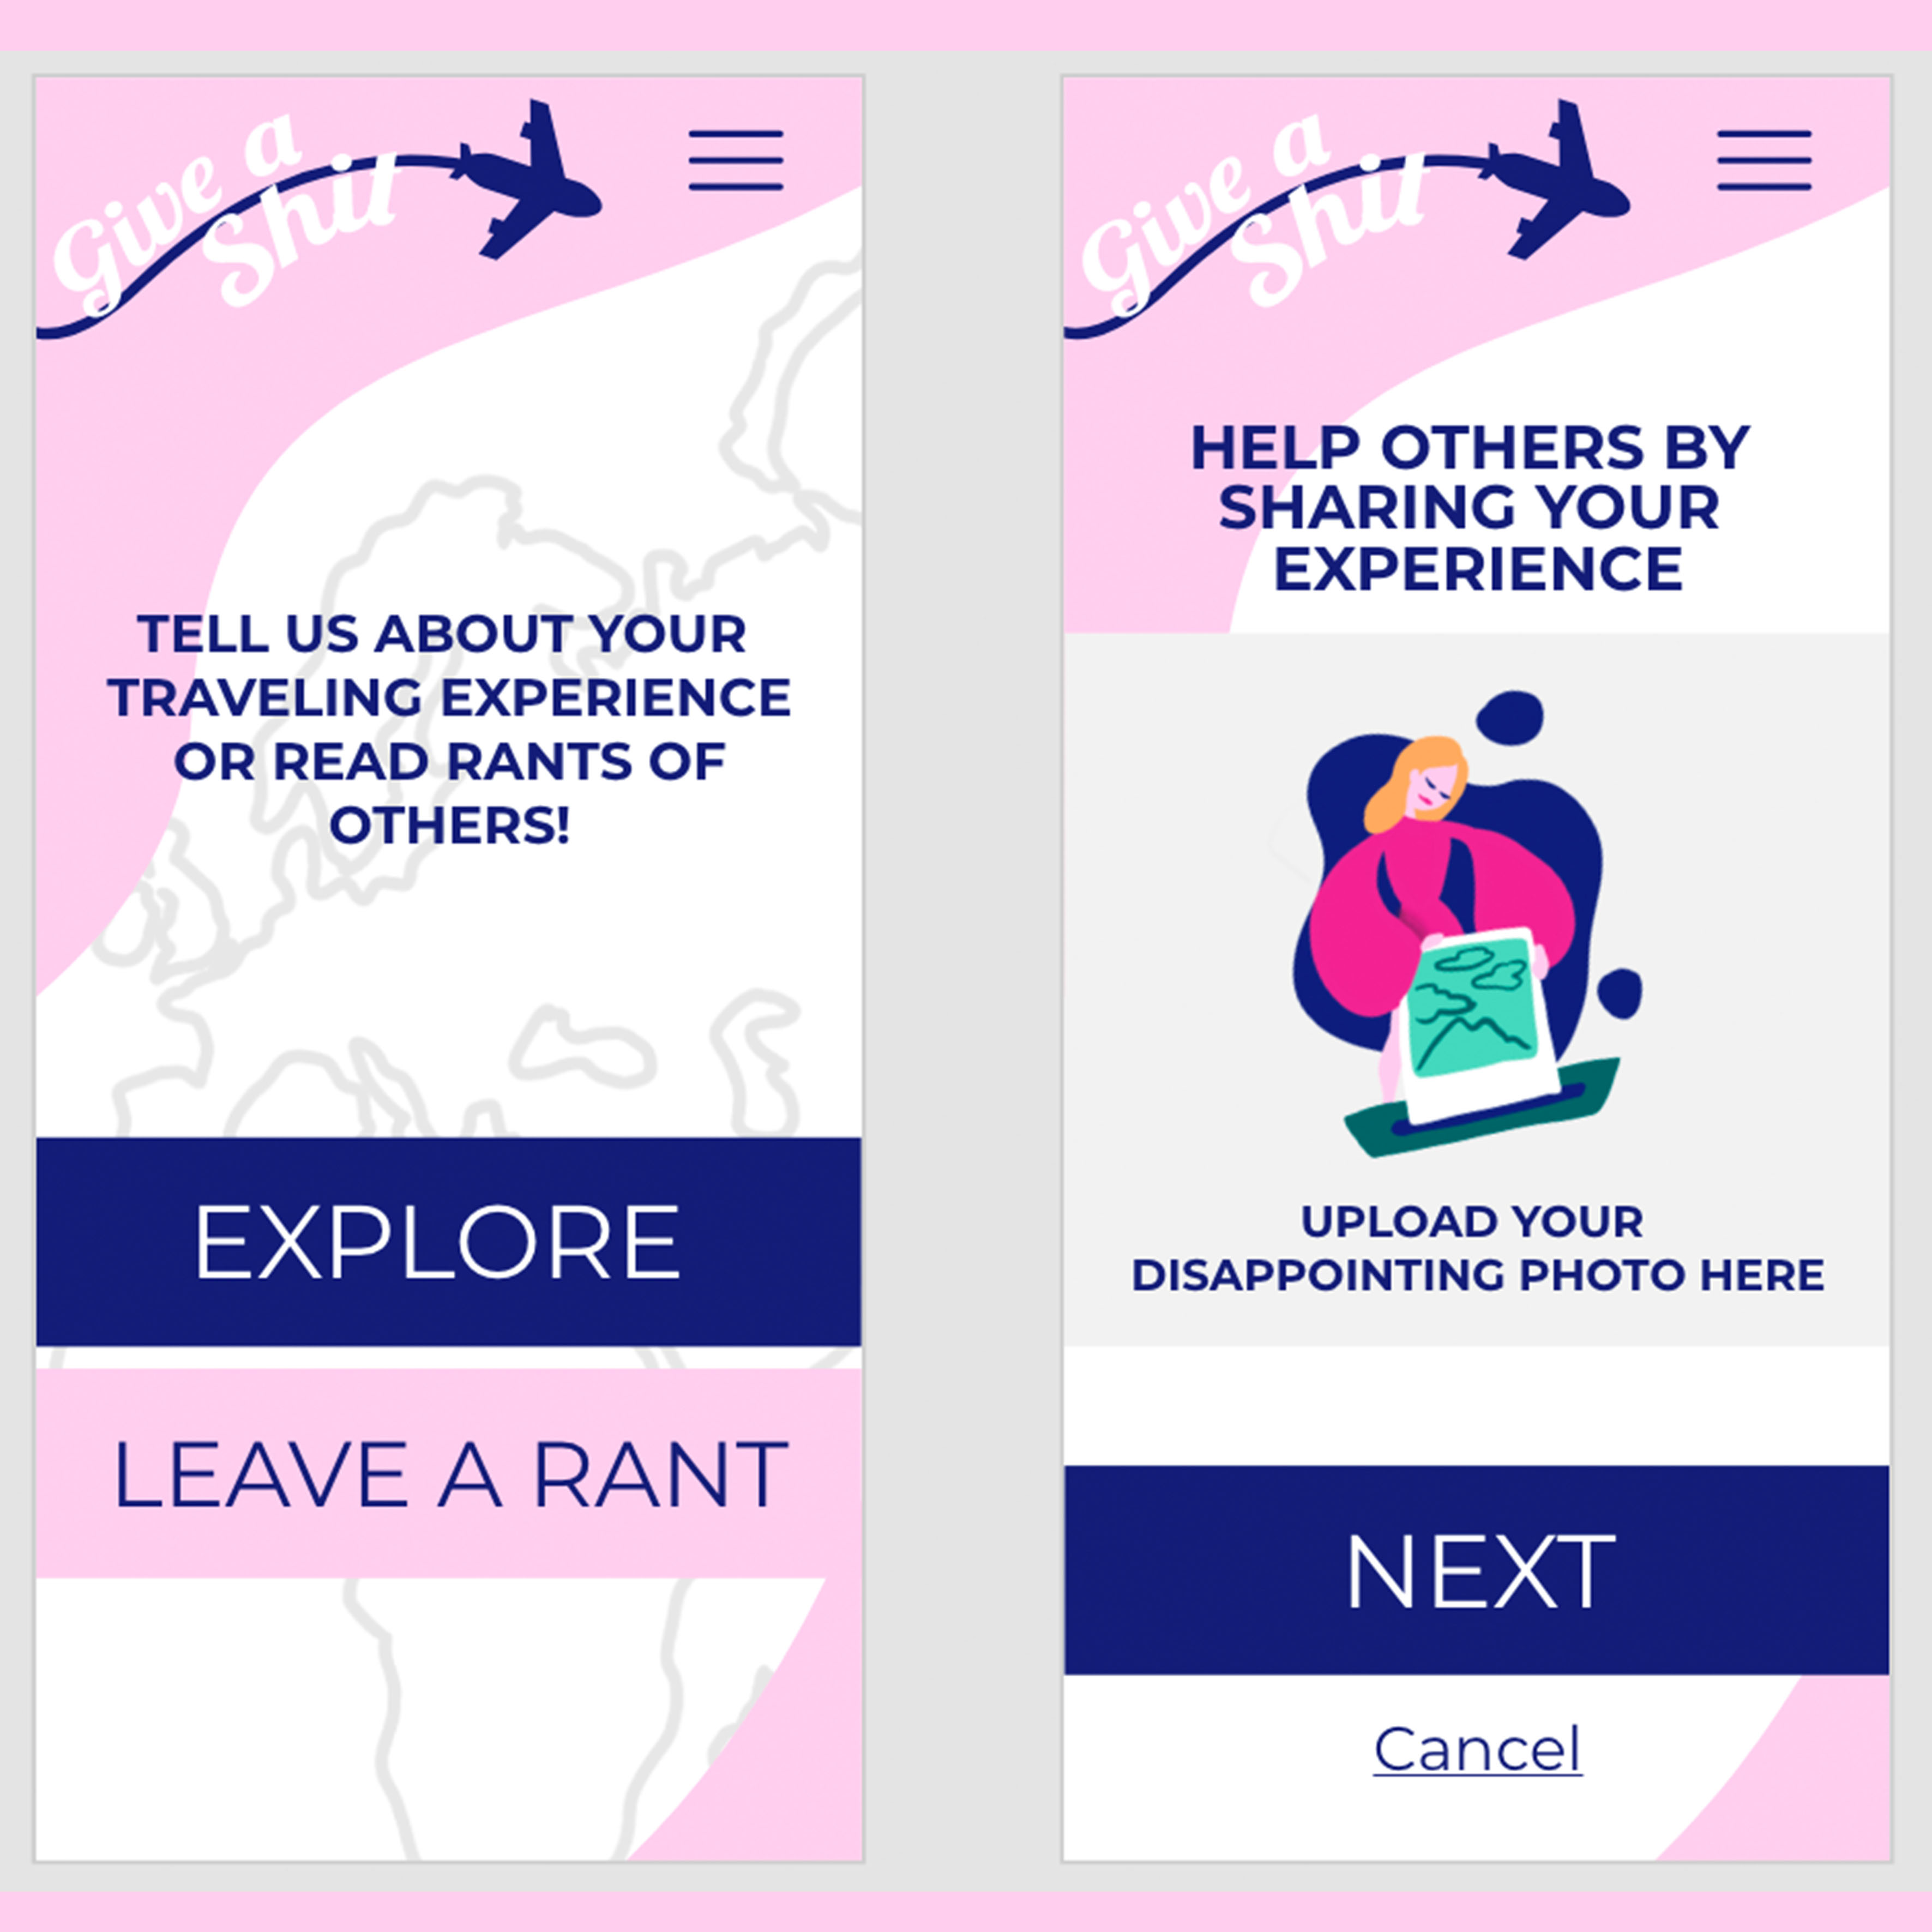 Give a
Shit
TELL US ABOUT YOUR
TRAVELING EXPERIENCE
OR READ RANTS OF
OTHERS!
EXPLORE
LEAVE A RANT
Give a
Shit
HELP OTHERS BY
SHARING YOUR
EXPERIENCE
UPLOAD YOUR
DISAPPOINTING PHOTO HERE
NEXT
Cancel